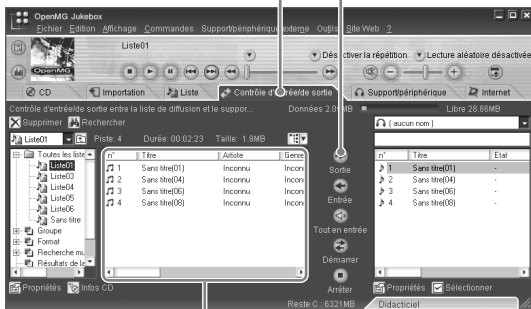 OpenMG Jukebox
Fichier Edition Affichage Commandes Support/périphérique externe Outils Site Web ?
Liste01
Désactiver la répétition
Lecture aléatoire désactivée
OpenMG
CD
Importation
Liste
Contrôle d'entrée/de sortie
Support/périphérique
Internet
Contrôle d'entrée/de sortie entre la liste de diffusion et le suppor...
Données 2.09MB
Libre 28.86MB
Supprimer
Rechercher
( aucun nom )
Liste01
Piste: 4 Durée: 00:02:23 Taille: 1.8MB
Toutes les liste
Liste01
Liste03
Liste04
Liste05
Liste06
Sans titre
Groupe
Format
Recherche mu
Résultats de la
n° Titre Artiste Genre
1 Sans titre(01) Inconnu Incon
2 Sans titre(04) Inconnu Incon
3 Sans titre(06) Inconnu Incon
4 Sans titre(08) Inconnu Incon
Sortie
Entrée
Tout en entrée
Démarrer
Arrêter
n° Titre Etat
1 Sans titre(01) -
2 Sans titre(04) -
3 Sans titre(06) -
4 Sans titre(08) -
Propriétés
Infos CD
Propriétés
Sélectionner
Reste C : 6321MB
Didacticiel